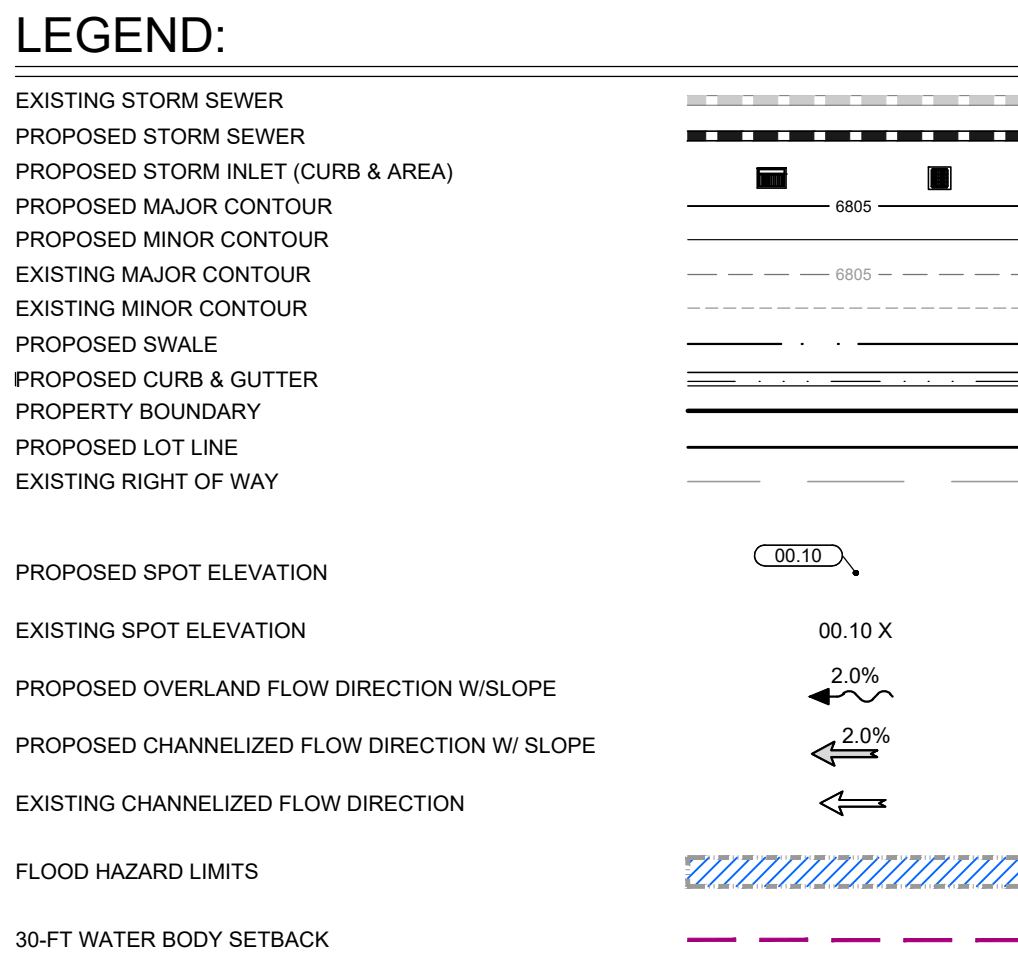 LEGEND:
EXISTING STORM SEWER
PROPOSED STORM SEWER
PROPOSED STORM INLET (CURB & AREA)
PROPOSED MAJOR CONTOUR 6805
PROPOSED MINOR CONTOUR
EXISTING MAJOR CONTOUR 6805
EXISTING MINOR CONTOUR
PROPOSED SWALE
PROPOSED CURB & GUTTER
PROPERTY BOUNDARY
PROPOSED LOT LINE
EXISTING RIGHT OF WAY
PROPOSED SPOT ELEVATION 00.10
EXISTING SPOT ELEVATION 00.10 X
PROPOSED OVERLAND FLOW DIRECTION W/SLOPE 2.0%
PROPOSED CHANNELIZED FLOW DIRECTION W/ SLOPE 2.0%
EXISTING CHANNELIZED FLOW DIRECTION
FLOOD HAZARD LIMITS
30-FT WATER BODY SETBACK